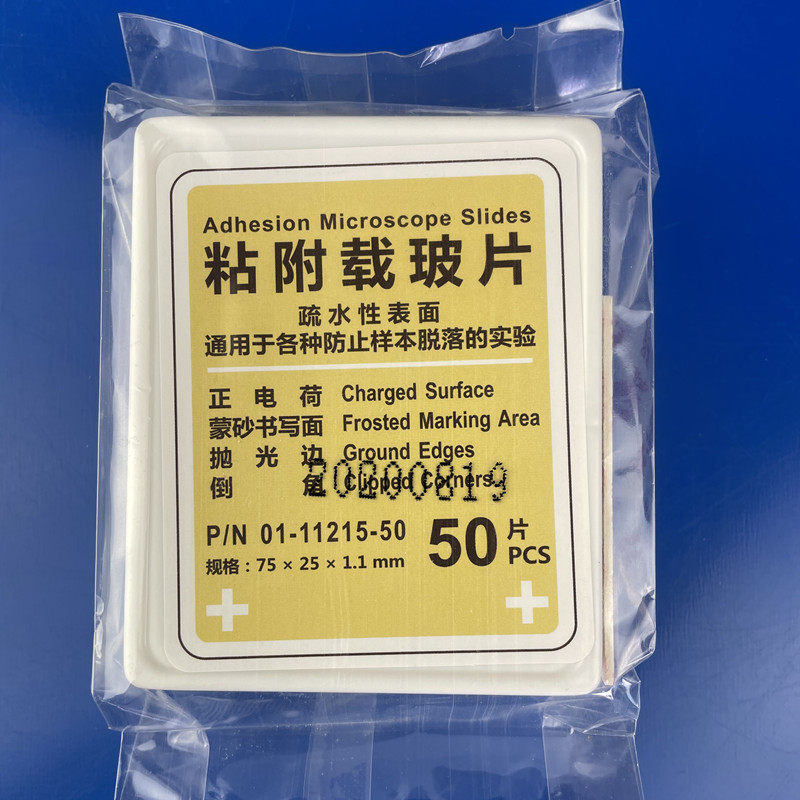 Adhesion Microscope Slides
粘附载玻片
疏水性表面
通用于各种防止样本脱落的实验
正电荷 Charged Surface
蒙砂书写面 Frosted Marking Area
抛光边 Ground Edges
倒角 Clipped Corners
20200819
P/N 01-11215-50 50片 PCS
规格：75 × 25 × 1.1 mm